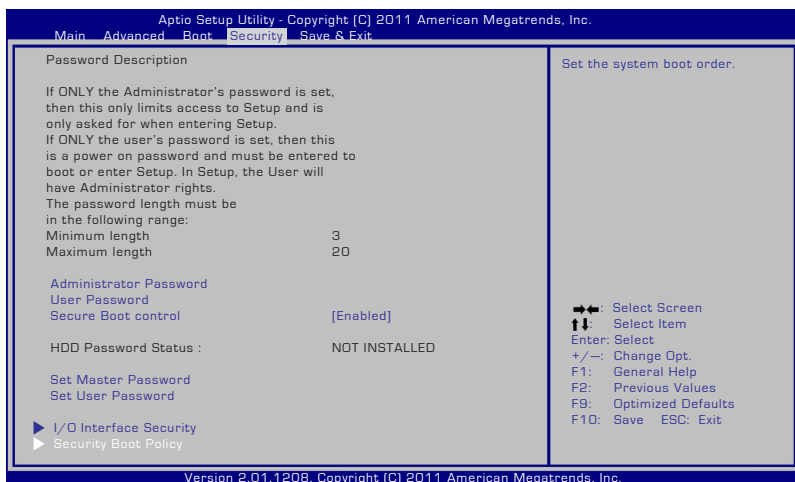 Aptio Setup Utility - Copyright (C) 2011 American Megatrends, Inc.
Main Advanced Boot Security Save & Exit
Password Description
If ONLY the Administrator's password is set,
then this only limits access to Setup and is
only asked for when entering Setup.
If ONLY the user's password is set, then this
is a power on password and must be entered to
boot or enter Setup. In Setup, the User will
have Administrator rights.
The password length must be
in the following range:
Minimum length 3
Maximum length 20
Administrator Password
User Password
Secure Boot control [Enabled]
HDD Password Status : NOT INSTALLED
Set Master Password
Set User Password
I/O Interface Security
Security Boot Policy
Set the system boot order.
→←: Select Screen
↑↓: Select Item
Enter: Select
+/—: Change Opt.
F1: General Help
F2: Previous Values
F9: Optimized Defaults
F10: Save ESC: Exit
Version 2.01.1208. Copyright (C) 2011 American Megatrends, Inc.